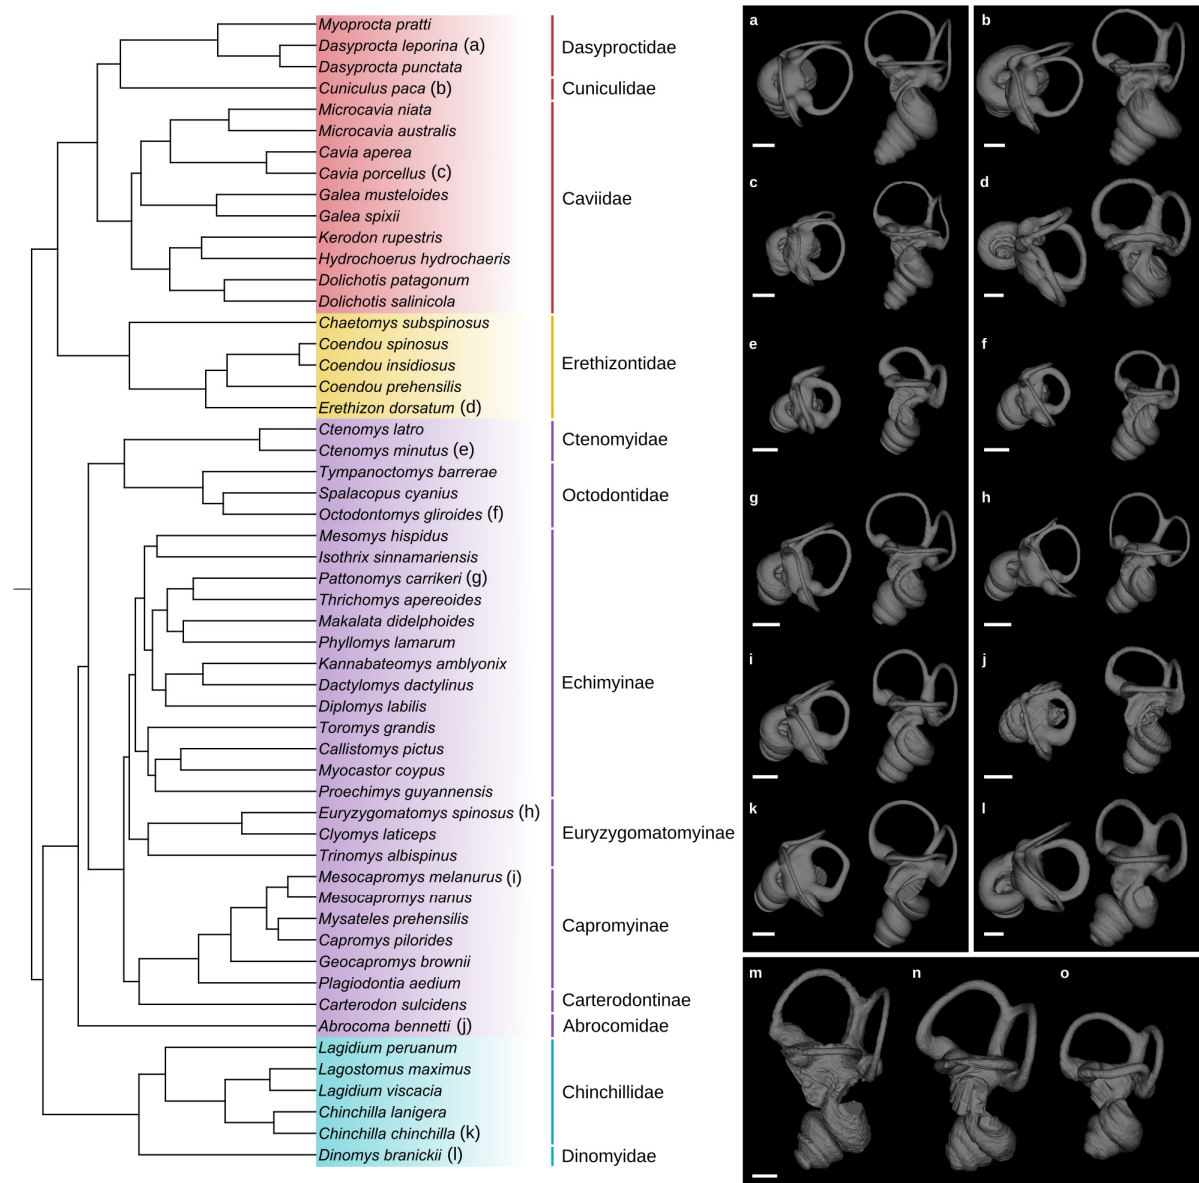 Myoprocta pratti
Dasyprocta leporina (a)
Dasyprocta punctata
Dasyproctidae
Cuniculus paca (b)
Cuniculidae
Microcavia niata
Microcavia australis
Cavia aperea
Cavia porcellus (c)
Galea musteloides
Galea spixii
Kerodon rupestris
Hydrochoerus hydrochaeris
Dolichotis patagonum
Dolichotis salinicola
Caviidae
Chaetomys subspinosus
Coendou spinosus
Coendou insidiosus
Coendou prehensilis
Erethizon dorsatum (d)
Erethizontidae
Ctenomys latro
Ctenomys minutus (e)
Ctenomyidae
Tympanoctomys barrerae
Spalacopus cyanius
Octodontomys gliroides (f)
Octodontidae
Mesomys hispidus
Isothrix sinnamariensis
Pattonomys carrikeri (g)
Thrichomys apereoides
Makalata didelphoides
Phyllomys lamarum
Kannabateomys amblyonix
Dactylomys dactylinus
Diplomys labilis
Toromys grandis
Callistomys pictus
Myocastor coypus
Proechimys guyannensis
Echimyinae
Euryzygomatomys spinosus (h)
Clyomys laticeps
Trinomys albispinus
Euryzygomatomyinae
Mesocapromys melanurus (i)
Mesocapromys nanus
Mysateles prehensilis
Capromys pilorides
Geocapromys brownii
Plagiodontia aedium
Capromyinae
Carterodon sulcidens
Carterodontinae
Abrocoma bennetti (j)
Abrocomidae
Lagidium peruanum
Lagostomus maximus
Lagidium viscacia
Chinchilla lanigera
Chinchilla chinchilla (k)
Chinchillidae
Dinomys branickii (l)
Dinomyidae
a
b
c
d
e
f
g
h
i
j
k
l
m
n
o